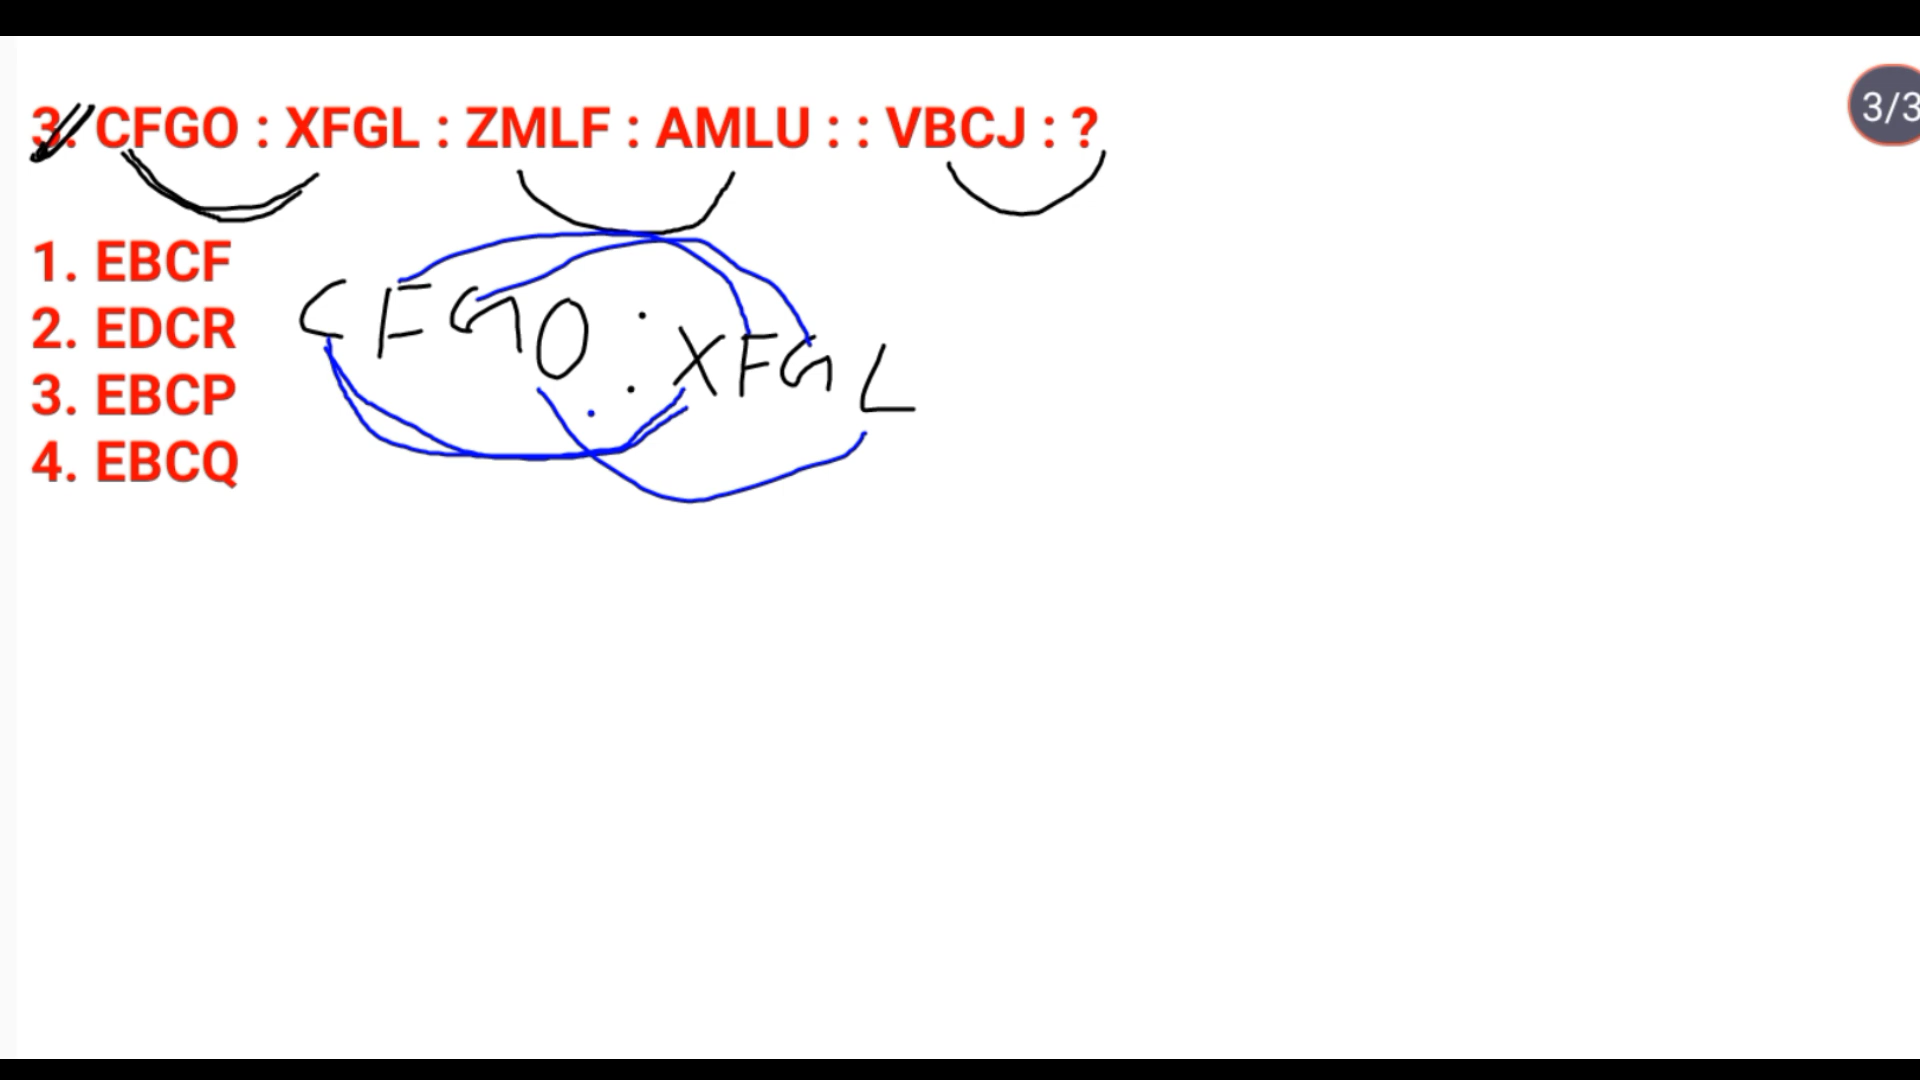 3. CFGO : XFGL : ZMLF : AMLU : : VBCJ : ?
3/3
1. EBCF
2. EDCR
3. EBCP
4. EBCQ
CFGO : XFGL